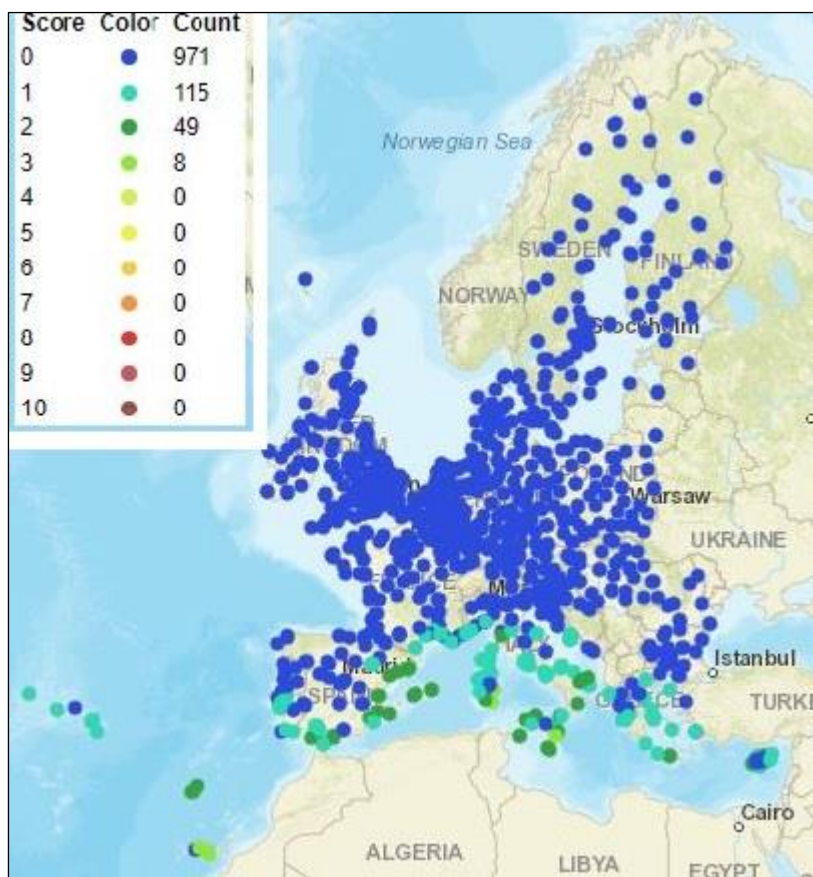 Score Color Count
0 971
1 115
2 49
3 8
4 0
5 0
6 0
7 0
8 0
9 0
10 0
Norwegian Sea
SWEDEN
FINLAND
NORWAY
Stockholm
Warsaw
UKRAINE
Istanbul
SPAIN
GREECE
TURKE
Cairo
ALGERIA
LIBYA
EGYPT